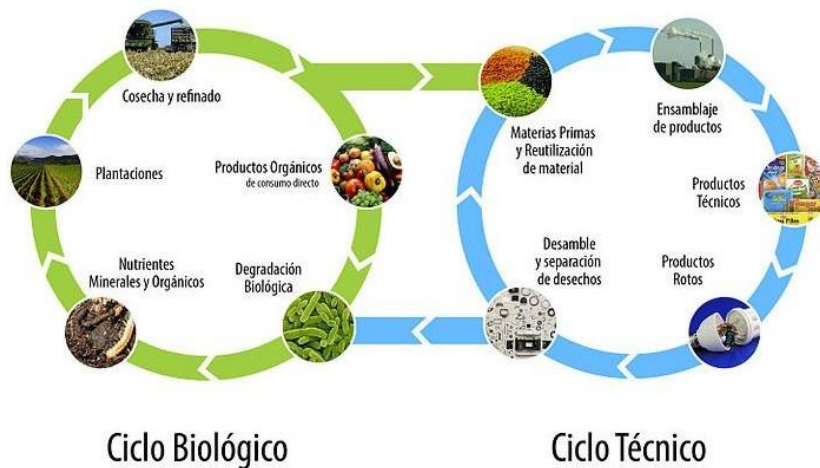 Cosecha y refinado
Plantaciones
Productos Orgánicos
de consumo directo
Nutrientes
Minerales y Orgánicos
Degradación
Biológica
Materias Primas
y Reutilización
de material
Ensamblaje
de productos
Productos
Técnicos
Desamble
y separación
de desechos
Productos
Rotos
Ciclo Biológico
Ciclo Técnico